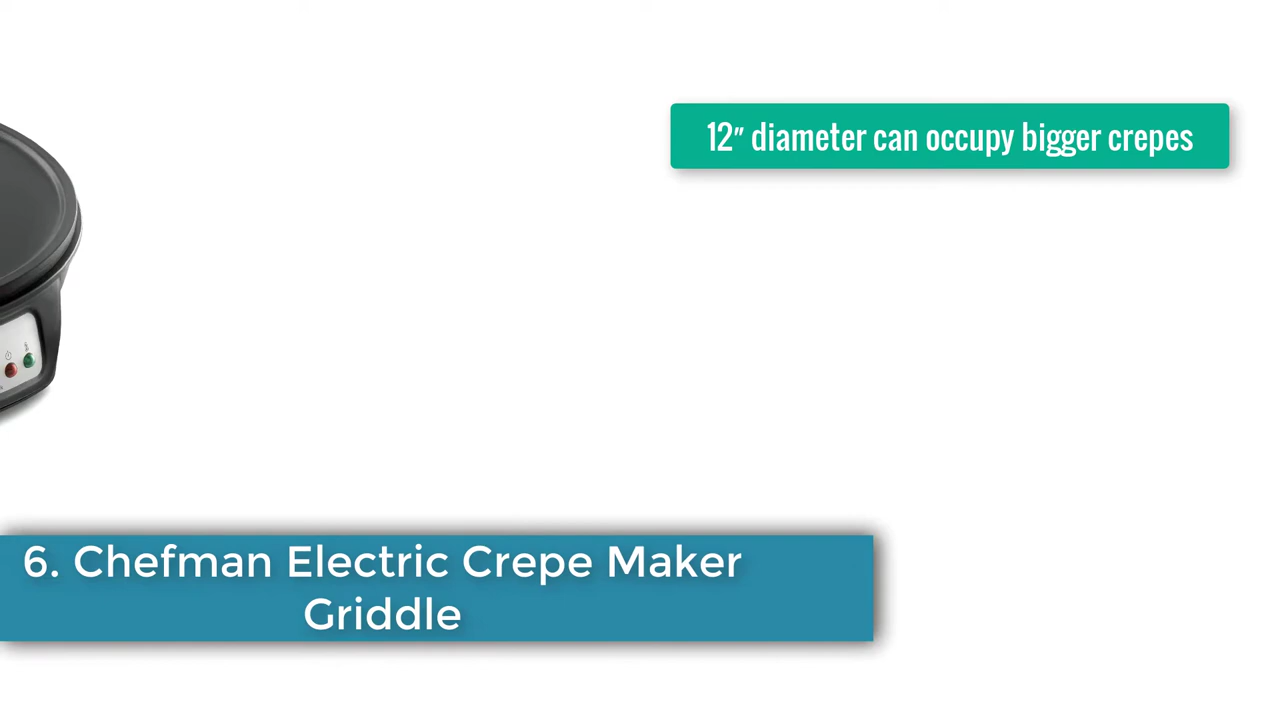 12" diameter can occupy bigger crepes
6. Chefman Electric Crepe Maker
Griddle